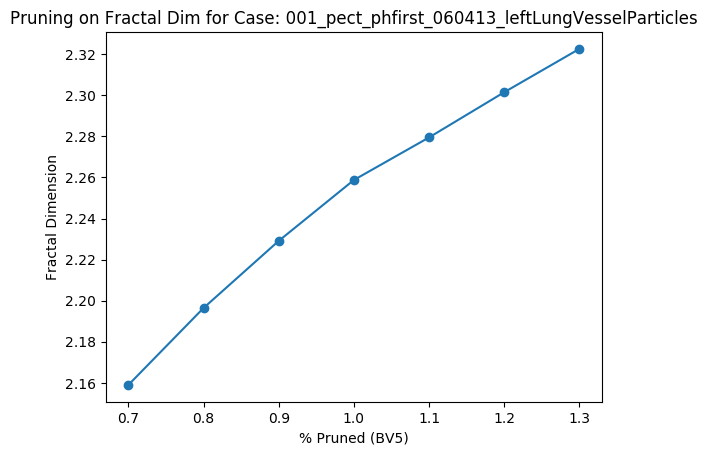 Pruning on Fractal Dim for Case: 001_pect_phfirst_060413_leftLungVesselParticles
Fractal Dimension
2.32
2.30
2.28
2.26
2.24
2.22
2.20
2.18
2.16
0.7 0.8 0.9 1.0 1.1 1.2 1.3
% Pruned (BV5)